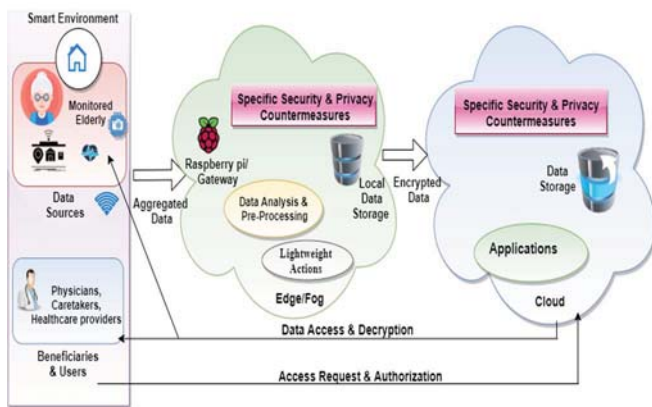 Smart Environment
Monitored
Elderly
Data
Sources
Physicians,
Caretakers,
Healthcare providers
Beneficiaries
& Users
Aggregated
Data
Specific Security & Privacy
Countermeasures
Raspberry pi/
Gateway
Local
Data
Storage
Data Analysis &
Pre-Processing
Lightweight
Actions
Edge/Fog
Encrypted
Data
Specific Security & Privacy
Countermeasures
Data
Storage
Applications
Cloud
Data Access & Decryption
Access Request & Authorization